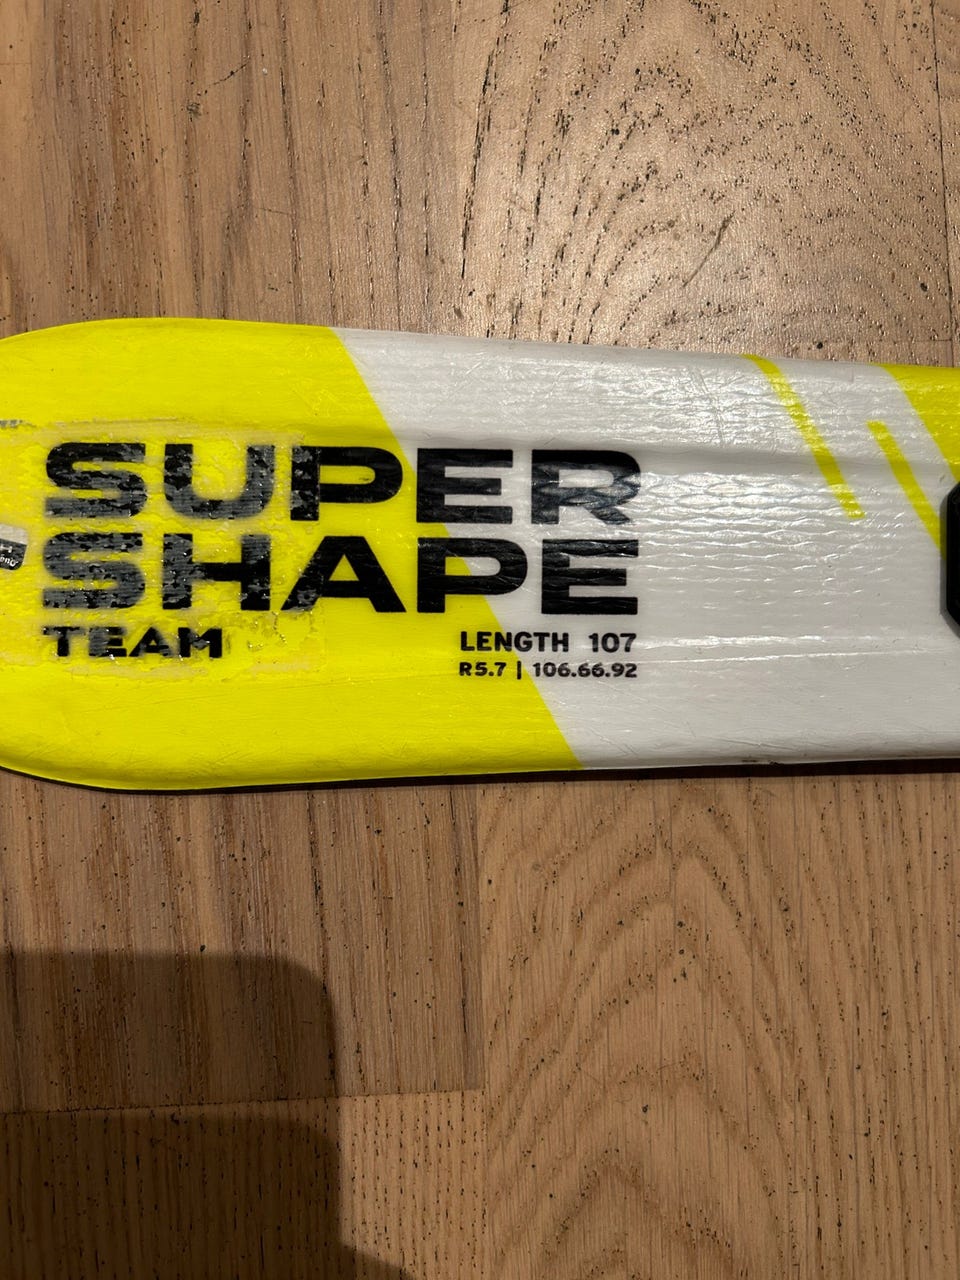 SUPER
SHAPE
TEAM
LENGTH 107
R5.7 | 106.66.92